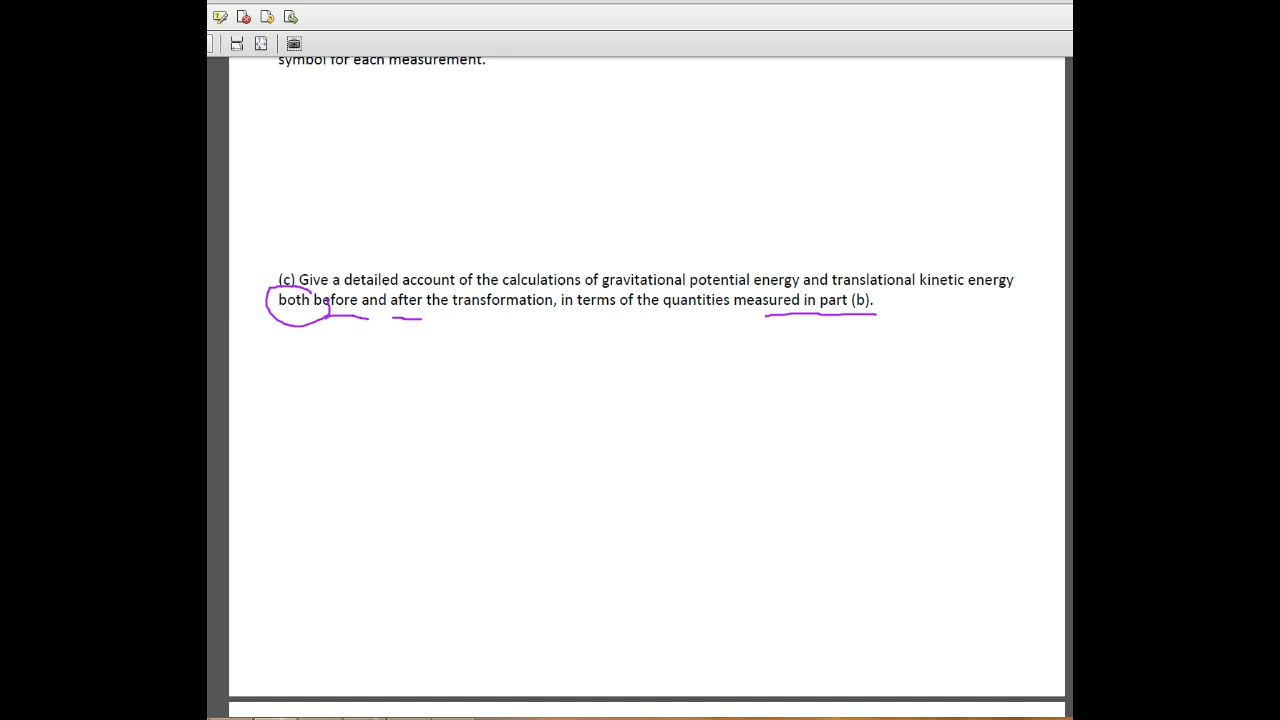 symbol for each measurement.
(c) Give a detailed account of the calculations of gravitational potential energy and translational kinetic energy
both before and after the transformation, in terms of the quantities measured in part (b).